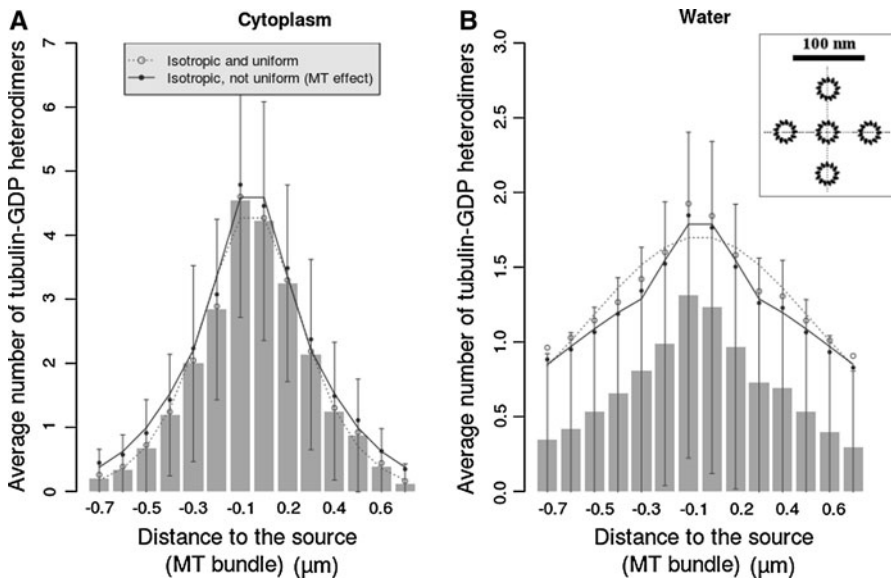 A
Cytoplasm
Average number of tubulin-GDP heterodimers
7
6
5
4
3
2
1
0
Isotropic and uniform
Isotropic, not uniform (MT effect)
-0.7 -0.5 -0.3 -0.1 0.2 0.4 0.6
Distance to the source
(MT bundle) (μm)
B
Water
Average number of tubulin-GDP heterodimers
3.0
2.5
2.0
1.5
1.0
0.5
0.0
100 nm
-0.7 -0.5 -0.3 -0.1 0.2 0.4 0.6
Distance to the source
(MT bundle) (μm)